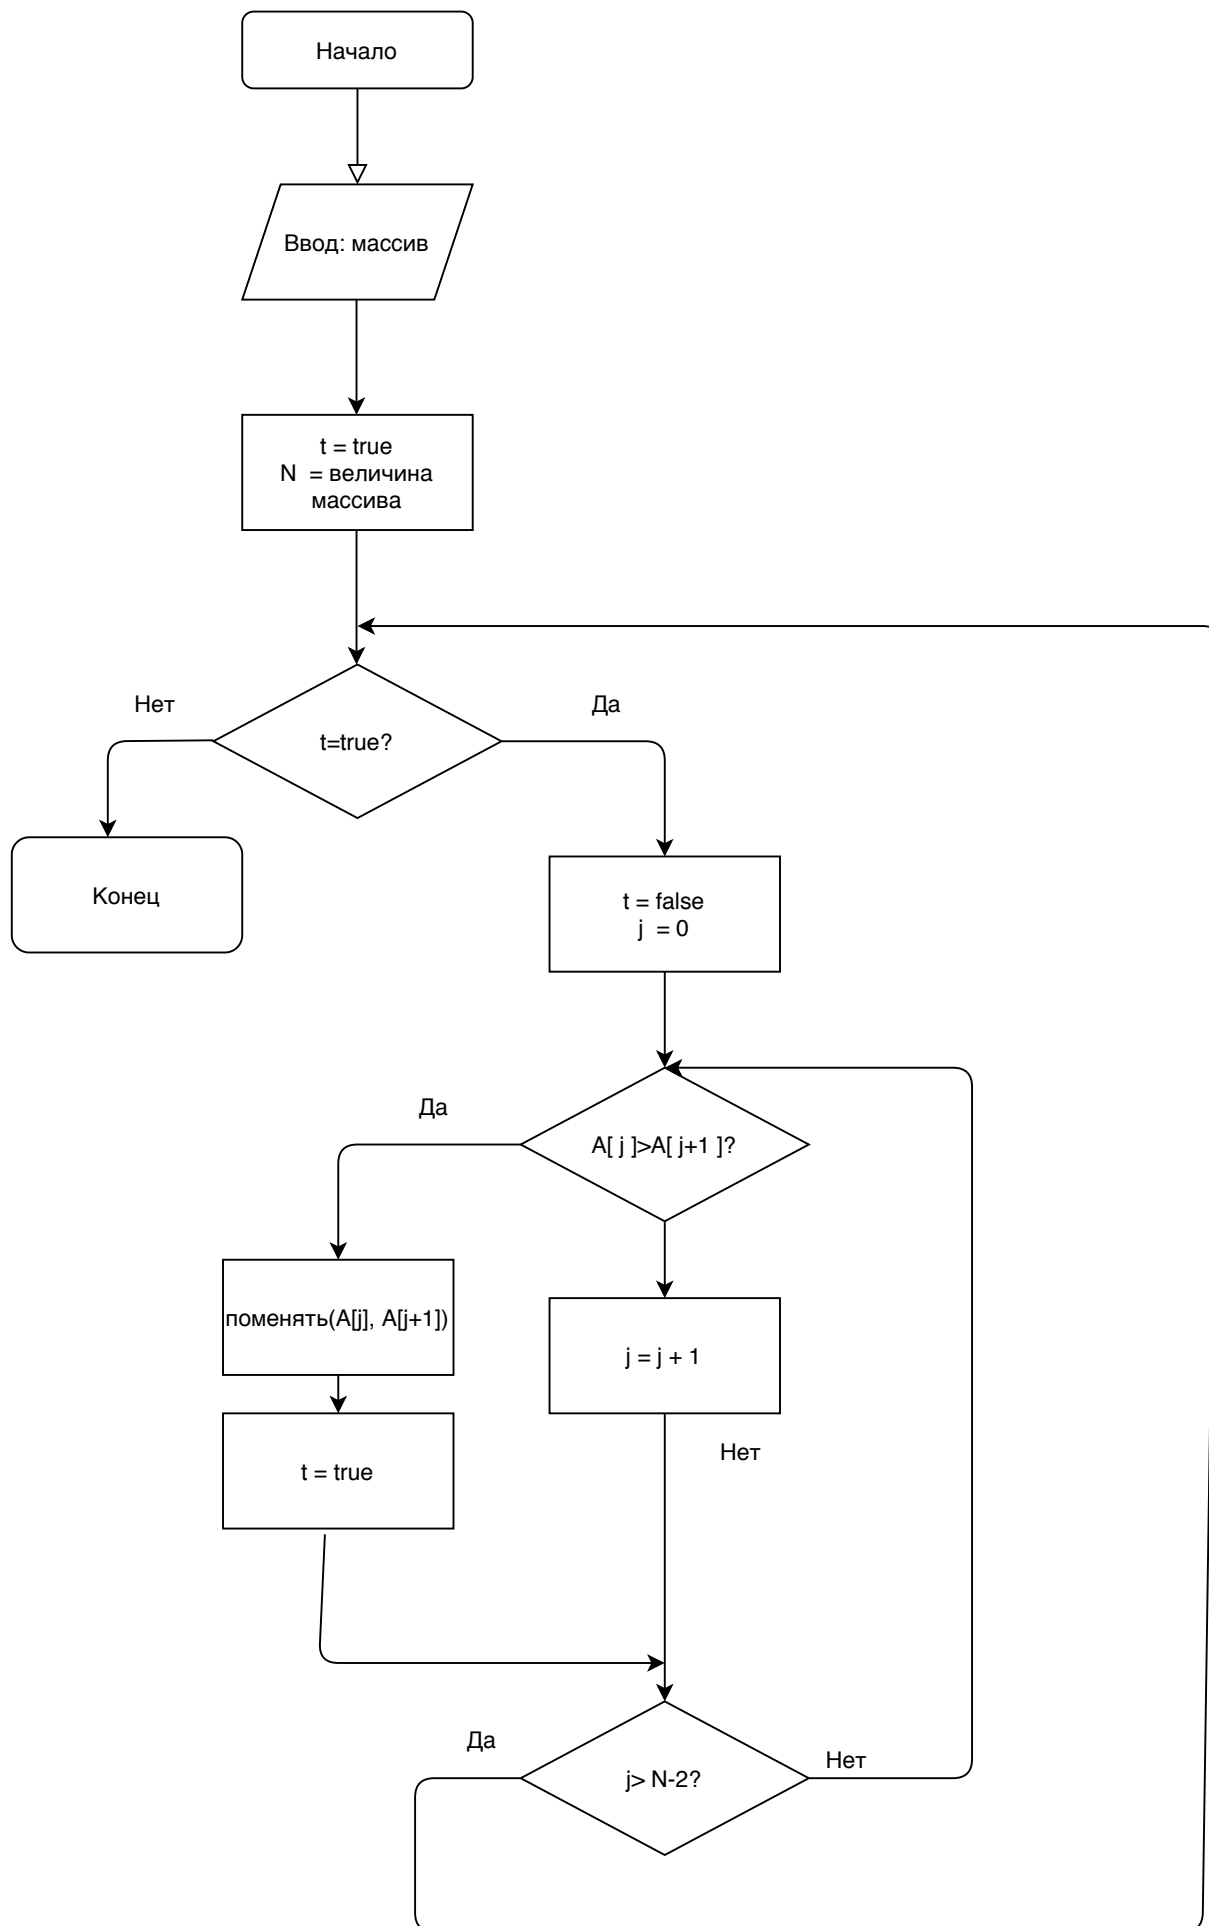 Начало
Ввод: массив
t = true
N = величина
массива
Нет
Да
t=true?
Конец
t = false
j = 0
Да
A[ j ]>A[ j+1 ]?
поменять(A[j], A[j+1])
j = j + 1
Нет
t = true
Да
Нет
j> N-2?